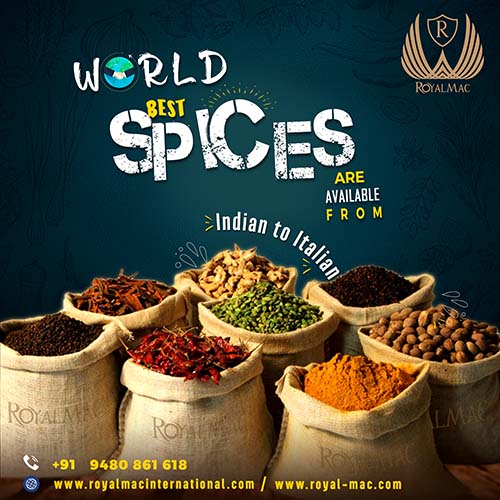 R
ROYALMAC
WORLD
BEST
SPICES
ARE
AVAILABLE
FROM
Indian to Italian
ROYALMAC
ROYALMAC
ROYALMAC
+91 9480 861 618
www.royalmacinternational.com / www.royal-mac.com